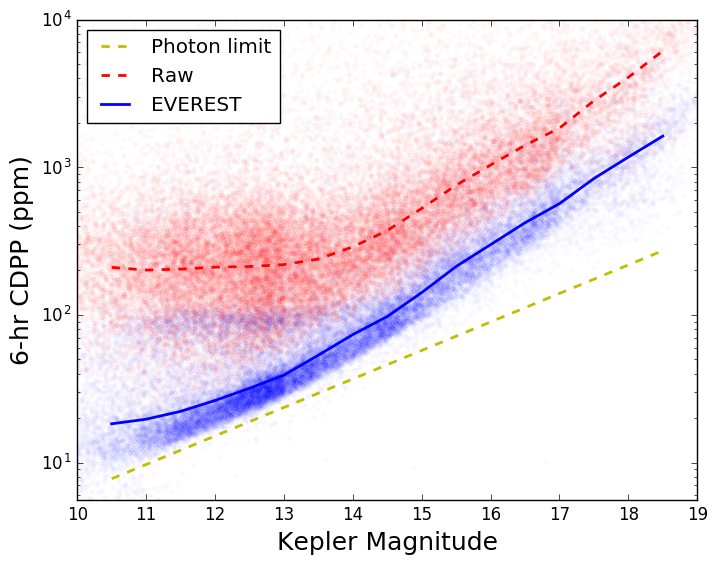 10^4
10^3
10^2
10^1
6-hr CDPP (ppm)
Photon limit
Raw
EVEREST
10 11 12 13 14 15 16 17 18 19
Kepler Magnitude